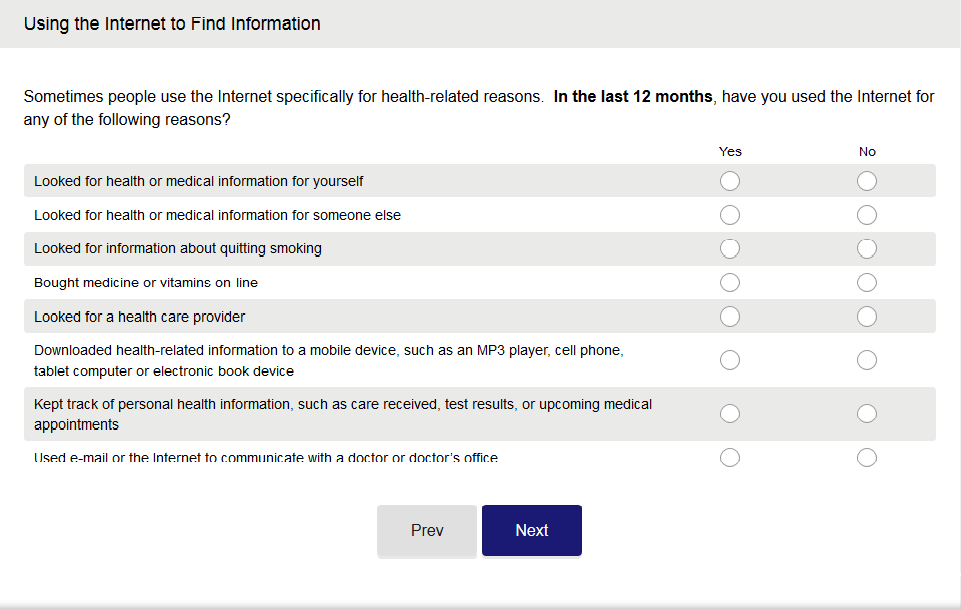 Using the Internet to Find Information
Sometimes people use the Internet specifically for health-related reasons.  In the last 12 months, have you used the Internet for
any of the following reasons?
Yes No
Looked for health or medical information for yourself
Looked for health or medical information for someone else
Looked for information about quitting smoking
Bought medicine or vitamins on line
Looked for a health care provider
Downloaded health-related information to a mobile device, such as an MP3 player, cell phone,
tablet computer or electronic book device
Kept track of personal health information, such as care received, test results, or upcoming medical
appointments
Used e-mail or the Internet to communicate with a doctor or doctor's office
Prev Next